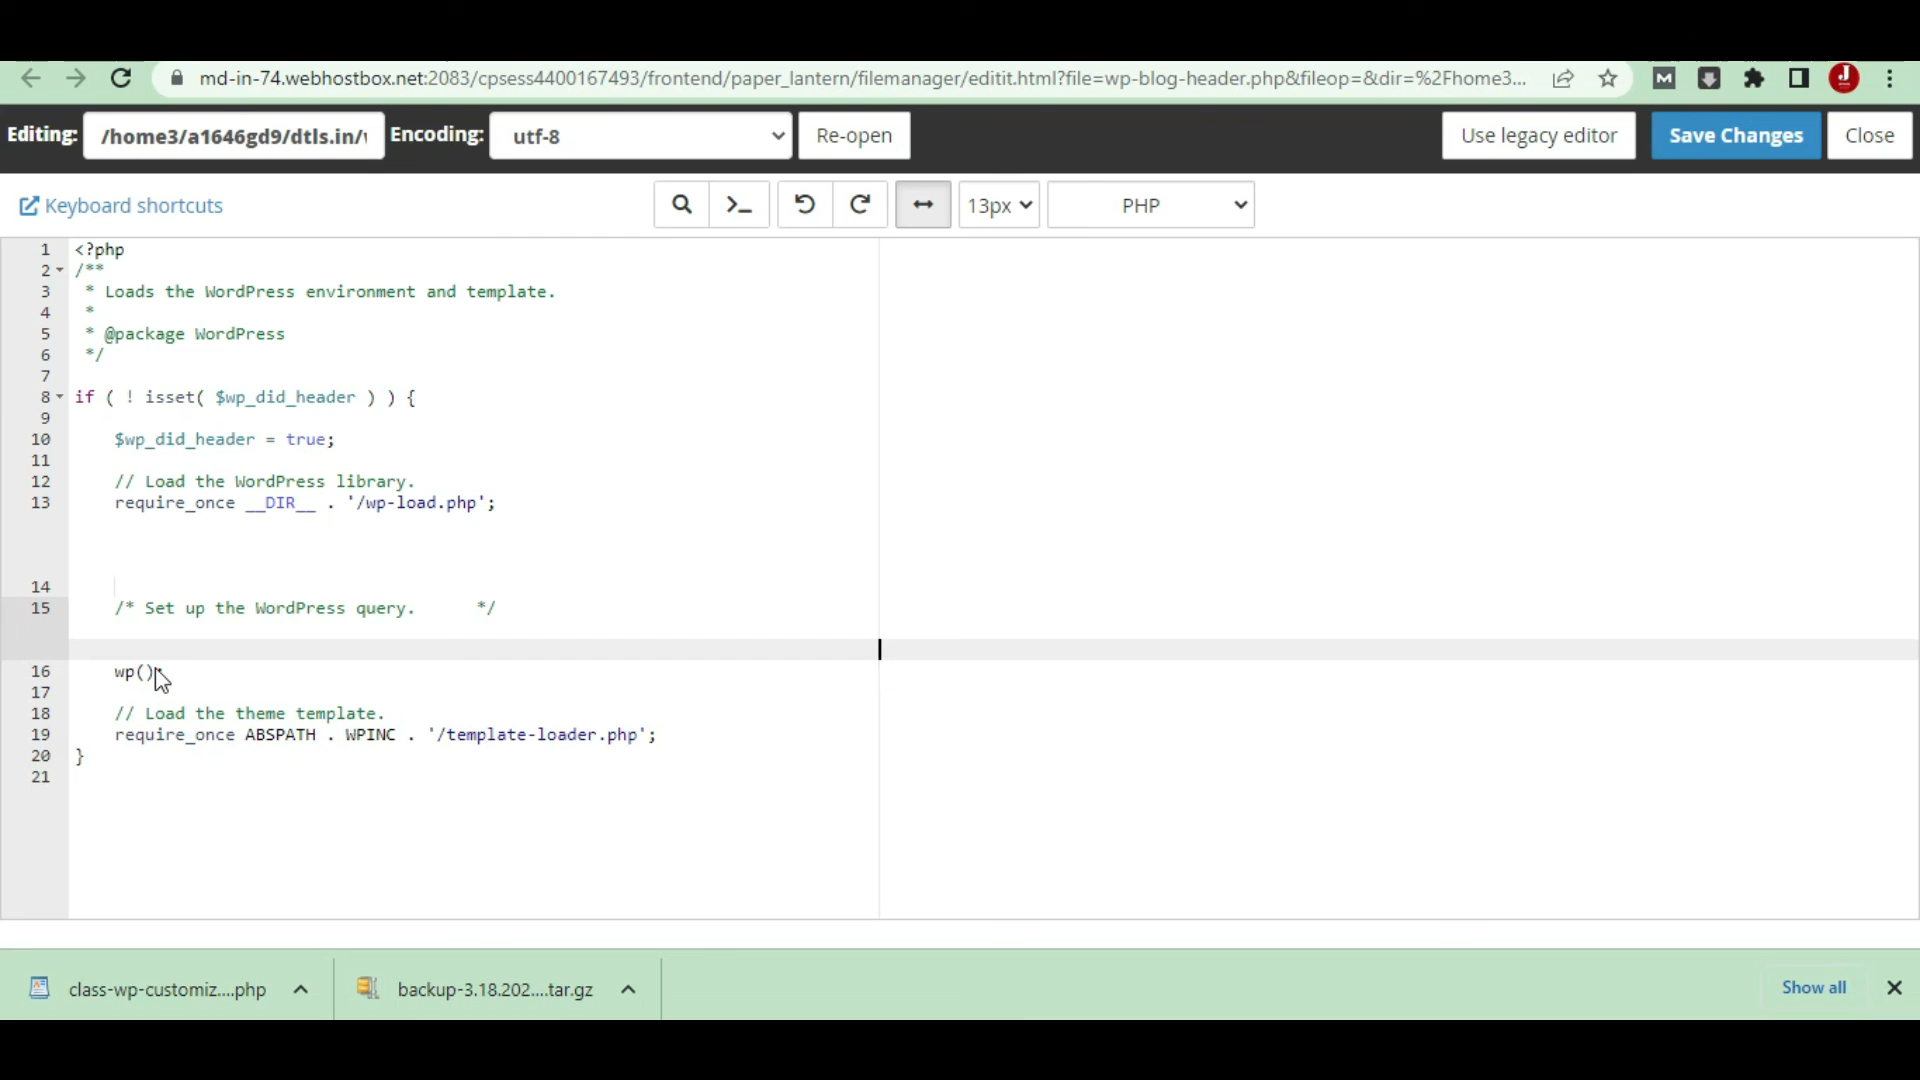 md-in-74.webhostbox.net:2083/cpsess4400167493/frontend/paper_lantern/filemanager/editit.html?file=wp-blog-header.php&fileop=&dir=%2Fhome3...
M J
Editing: /home3/a1646gd9/dtls.in/ Encoding: utf-8 Re-open Use legacy editor Save Changes Close
Keyboard shortcuts 13px PHP
1 <?php
2 /**
3 * Loads the WordPress environment and template.
4 *
5 * @package WordPress
6 */
7
8 if ( ! isset( $wp_did_header ) ) {
9
10 $wp_did_header = true;
11
12 // Load the WordPress library.
13 require_once __DIR__ . '/wp-load.php';
14
15 /* Set up the WordPress query. */
16 wp()
17
18 // Load the theme template.
19 require_once ABSPATH . WPINC . '/template-loader.php';
20 }
21
class-wp-customiz....php backup-3.18.202....tar.gz Show all